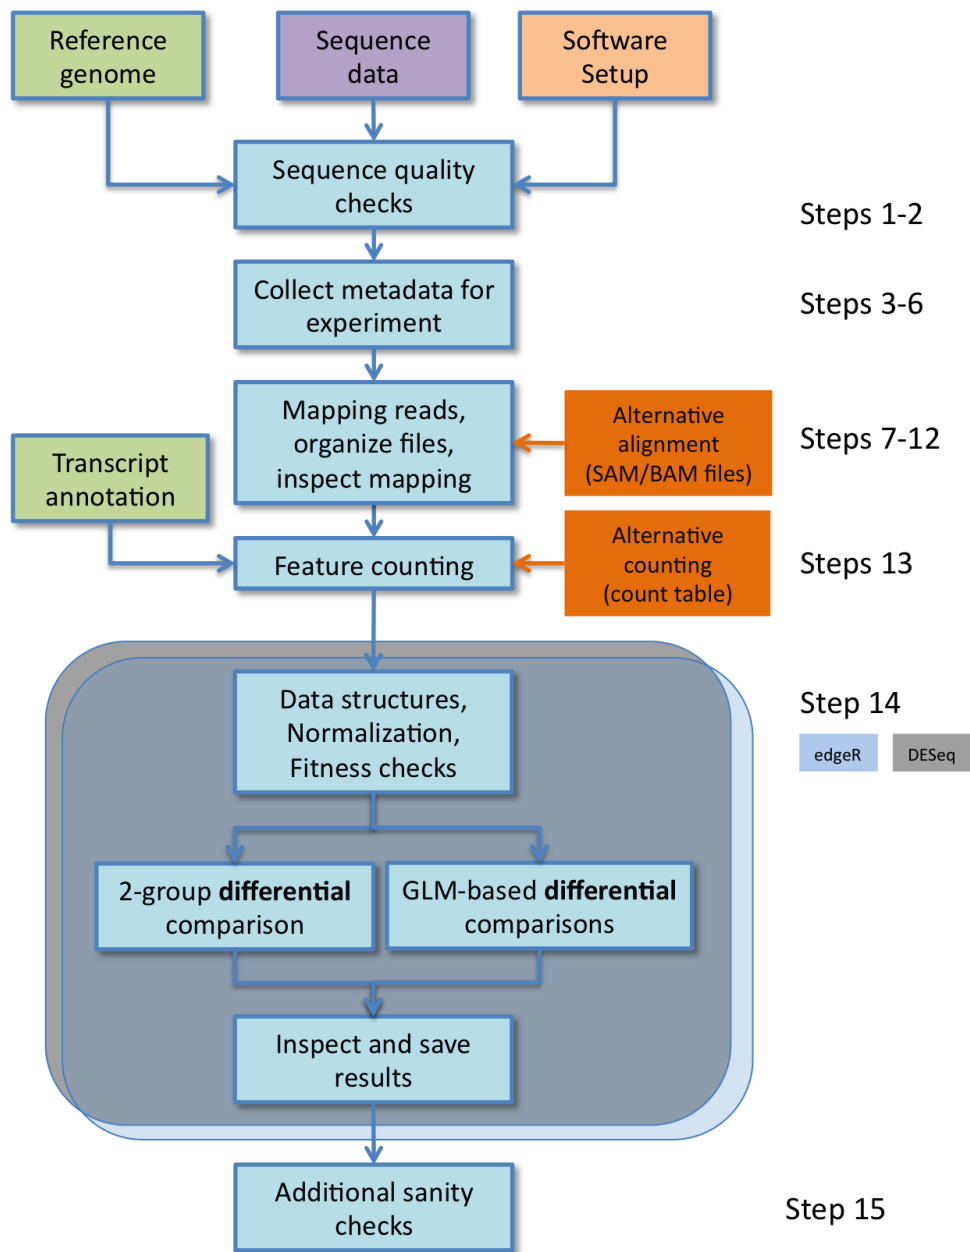 Reference
genome
Sequence
data
Software
Setup
Sequence quality
checks
Steps 1-2
Collect metadata for
experiment
Steps 3-6
Mapping reads,
organize files,
inspect mapping
Alternative
alignment
(SAM/BAM files)
Steps 7-12
Transcript
annotation
Feature counting
Alternative
counting
(count table)
Steps 13
Data structures,
Normalization,
Fitness checks
Step 14
edgeR
DESeq
2-group differential
comparison
GLM-based differential
comparisons
Inspect and save
results
Additional sanity
checks
Step 15